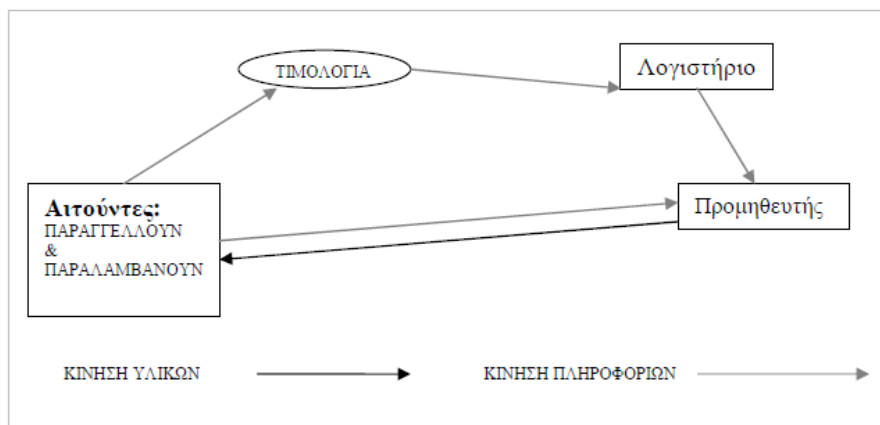 ΤΙΜΟΛΟΓΙΑ
Λογιστήριο
Αιτούντες:
ΠΑΡΑΓΓΕΛΛΟΥΝ
&
ΠΑΡΑΛΑΜΒΑΝΟΥΝ
Προμηθευτής
ΚΙΝΗΣΗ ΥΛΙΚΩΝ
ΚΙΝΗΣΗ ΠΛΗΡΟΦΟΡΙΩΝ